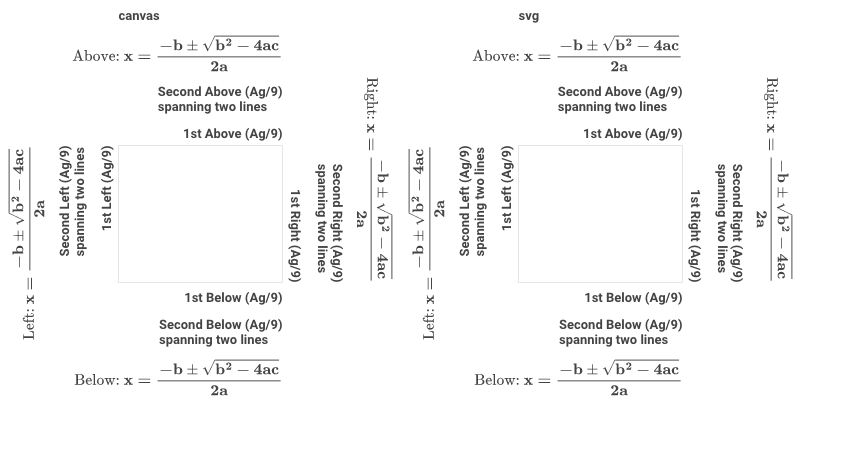 canvas
Above: x = −b ± √b² − 4ac / 2a
Second Above (Ag/9)
spanning two lines
1st Above (Ag/9)
Left: x = −b ± √b² − 4ac / 2a
Second Left (Ag/9)
spanning two lines
1st Left (Ag/9)
1st Right (Ag/9)
Second Right (Ag/9)
spanning two lines
Right: x = −b ± √b² − 4ac / 2a
1st Below (Ag/9)
Second Below (Ag/9)
spanning two lines
Below: x = −b ± √b² − 4ac / 2a
svg
Above: x = −b ± √b² − 4ac / 2a
Second Above (Ag/9)
spanning two lines
1st Above (Ag/9)
Left: x = −b ± √b² − 4ac / 2a
Second Left (Ag/9)
spanning two lines
1st Left (Ag/9)
1st Right (Ag/9)
Second Right (Ag/9)
spanning two lines
Right: x = −b ± √b² − 4ac / 2a
1st Below (Ag/9)
Second Below (Ag/9)
spanning two lines
Below: x = −b ± √b² − 4ac / 2a